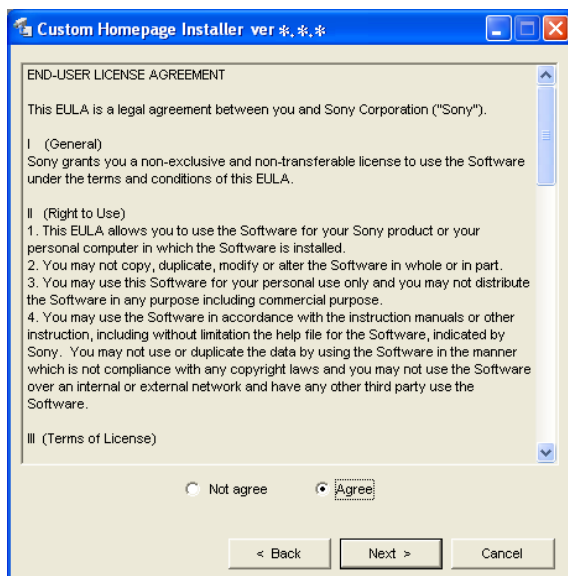 Custom Homepage Installer ver *.*.*
END-USER LICENSE AGREEMENT
This EULA is a legal agreement between you and Sony Corporation ("Sony").
I (General)
Sony grants you a non-exclusive and non-transferable license to use the Software
under the terms and conditions of this EULA.
II (Right to Use)
1. This EULA allows you to use the Software for your Sony product or your
personal computer in which the Software is installed.
2. You may not copy, duplicate, modify or alter the Software in whole or in part.
3. You may use this Software for your personal use only and you may not distribute
the Software in any purpose including commercial purpose.
4. You may use the Software in accordance with the instruction manuals or other
instruction, including without limitation the help file for the Software, indicated by
Sony. You may not use or duplicate the data by using the Software in the manner
which is not compliance with any copyright laws and you may not use the Software
over an internal or external network and have any other third party use the
Software.
III (Terms of License)
Not agree Agree
< Back Next > Cancel